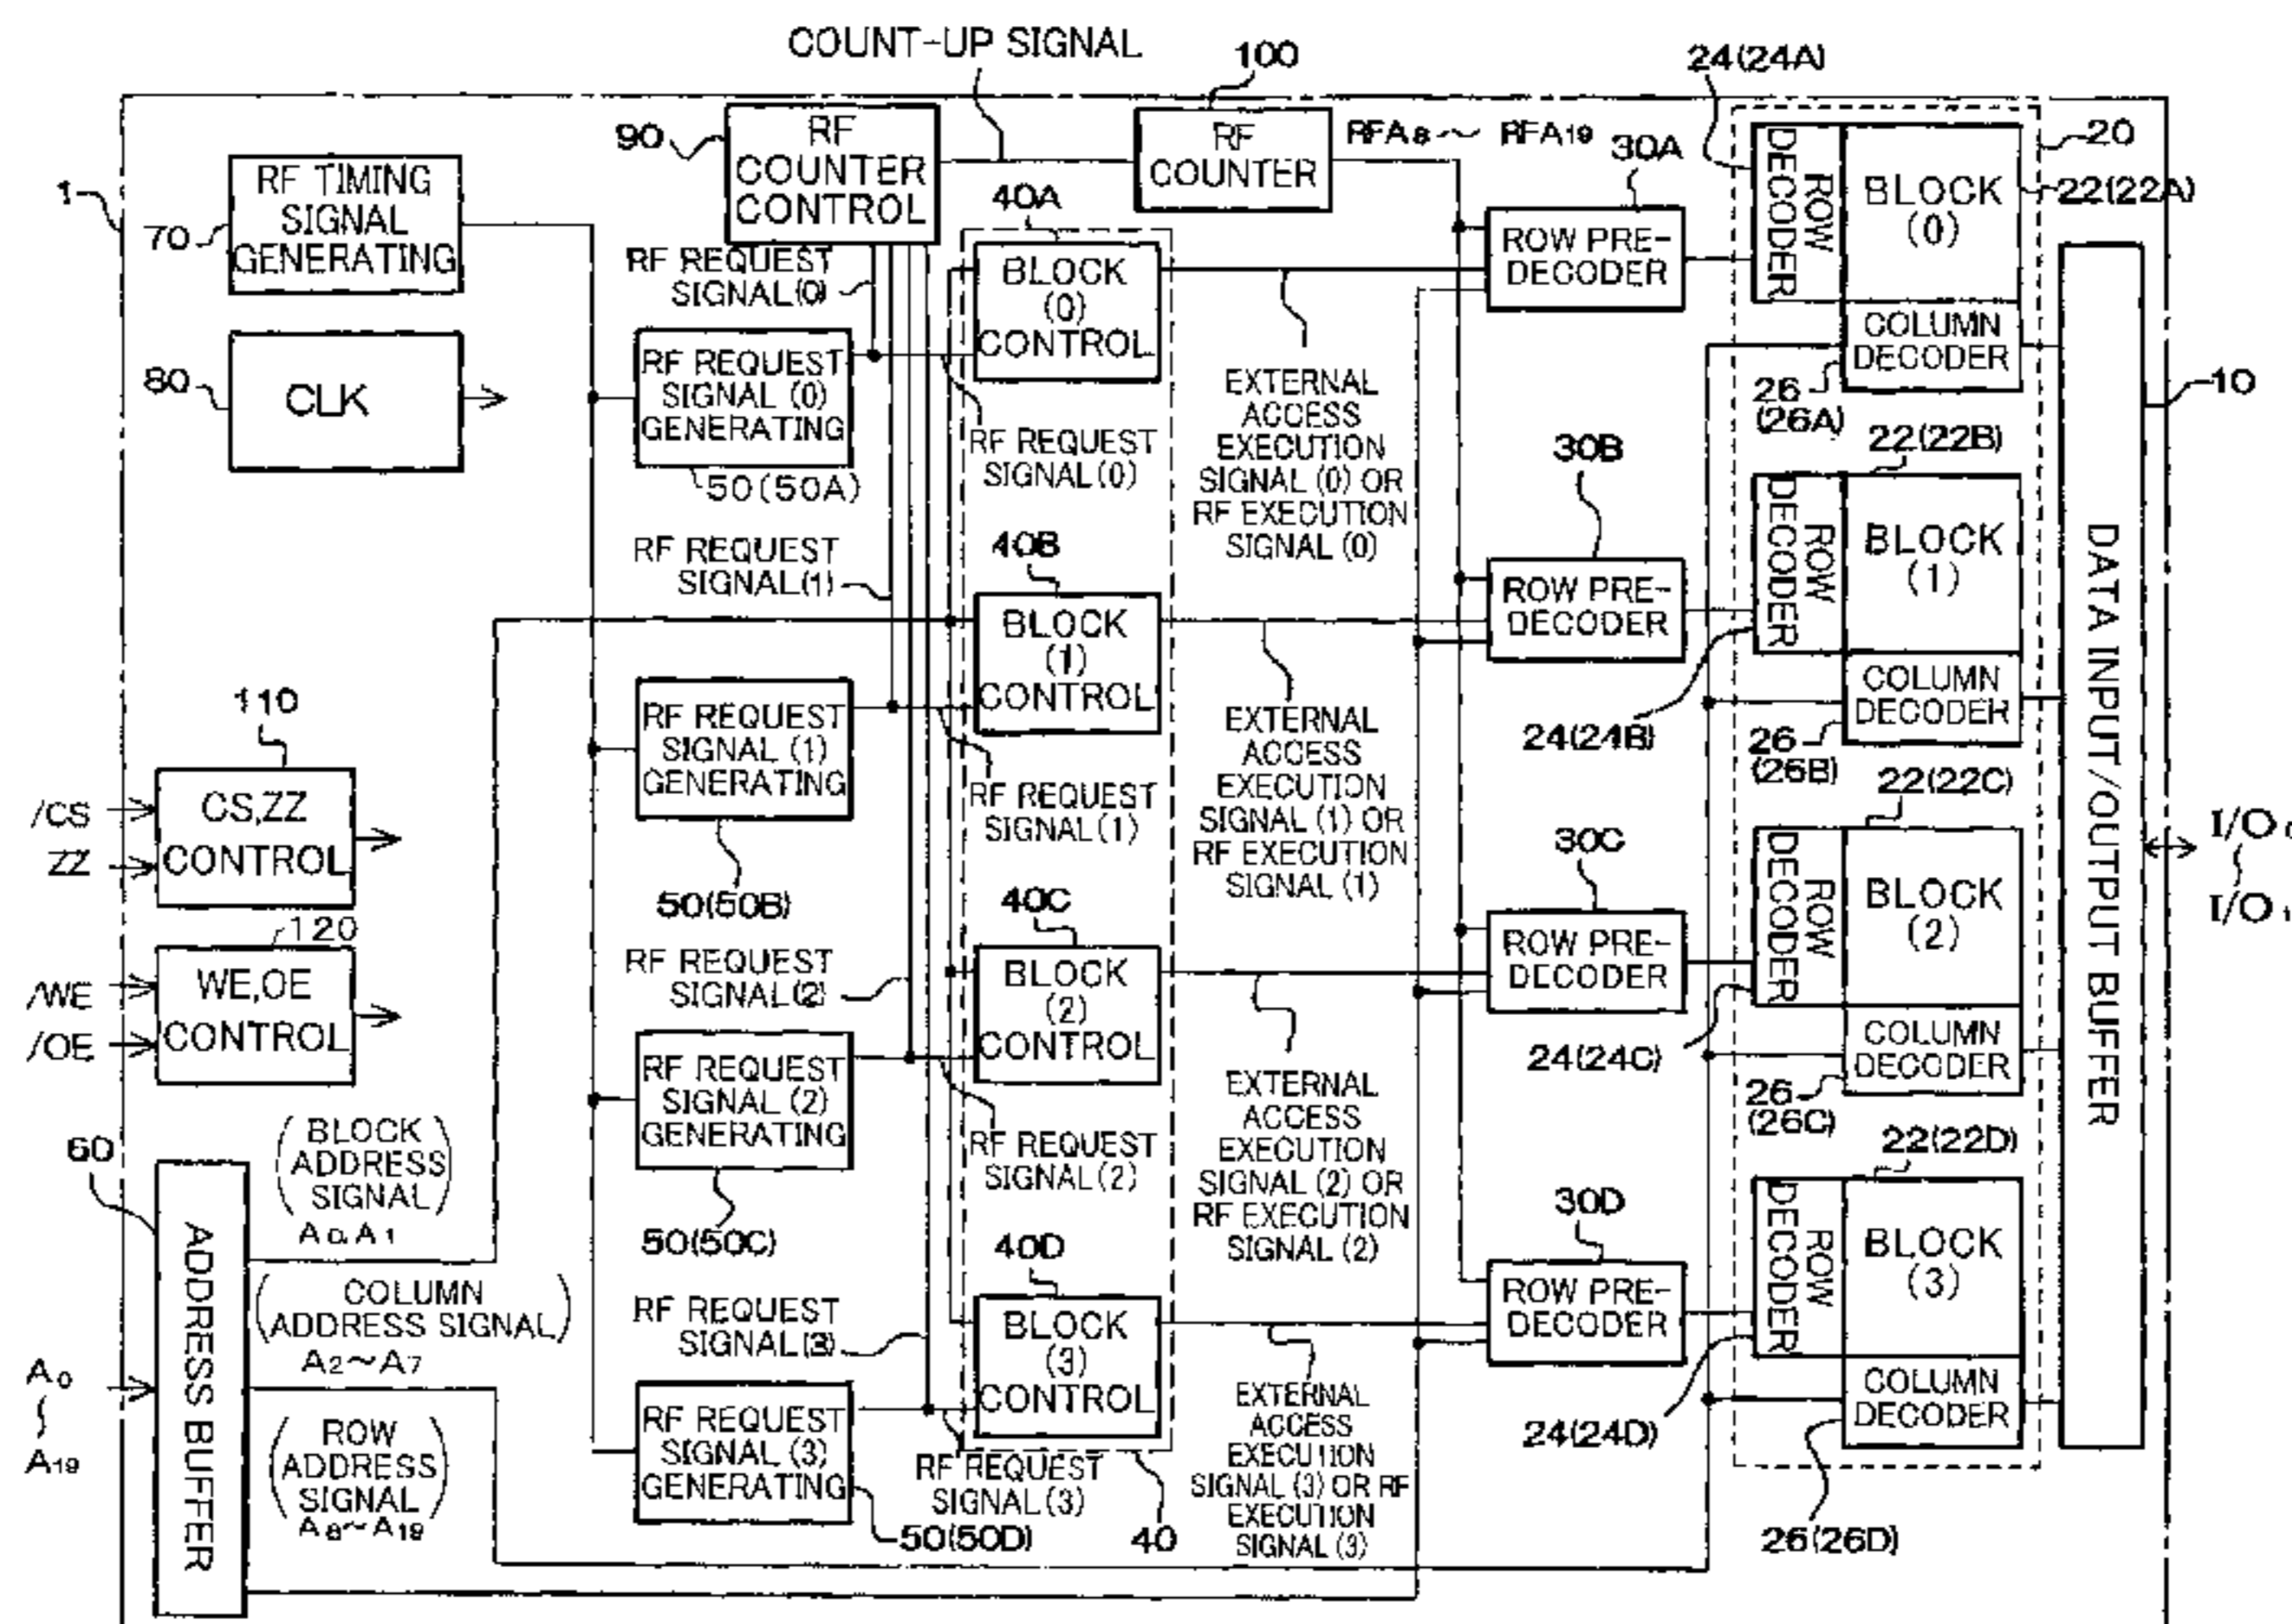 COUNT-UP SIGNAL
100
24(24A)
90
RF
COUNTER
CONTROL
RF
COUNTER
RFA8~ RFA19
30A
ROW
DECODER
BLOCK
(0)
20
22(22A)
1
RF TIMING
SIGNAL
GENERATING
70
40A
RF REQUEST
SIGNAL(0)
BLOCK
(0)
CONTROL
ROW PRE-
DECODER
COLUMN
DECODER
26
(26A)
10
80
CLK
RF REQUEST
SIGNAL (0)
GENERATING
50(50A)
RF REQUEST
SIGNAL(0)
EXTERNAL
ACCESS
EXECUTION
SIGNAL (0) OR
RF EXECUTION
SIGNAL (0)
30B
22(22B)
ROW
DECODER
BLOCK
(1)
RF REQUEST
SIGNAL(1)
40B
BLOCK
(1)
CONTROL
ROW PRE-
DECODER
DATA INPUT/OUTPUT BUFFER
COLUMN
DECODER
24(24B)
26
(26B)
110
/CS
ZZ
CS,ZZ
CONTROL
RF REQUEST
SIGNAL (1)
GENERATING
50(50B)
RF REQUEST
SIGNAL(1)
EXTERNAL
ACCESS
EXECUTION
SIGNAL (1) OR
RF EXECUTION
SIGNAL (1)
30C
22(22C)
ROW
DECODER
BLOCK
(2)
I/O
I/O
120
/WE
/OE
WE,OE
CONTROL
RF REQUEST
SIGNAL(2)
40C
BLOCK
(2)
CONTROL
ROW PRE-
DECODER
COLUMN
DECODER
24(24C)
26
(26C)
RF REQUEST
SIGNAL (2)
GENERATING
50(50C)
RF REQUEST
SIGNAL(2)
EXTERNAL
ACCESS
EXECUTION
SIGNAL (2) OR
RF EXECUTION
SIGNAL (2)
30D
22(22D)
ROW
DECODER
BLOCK
(3)
60
ADDRESS BUFFER
(BLOCK
ADDRESS
SIGNAL)
A0,A1
(COLUMN
ADDRESS SIGNAL)
A2~A7
(ROW
ADDRESS
SIGNAL)
A8~A19
A0
~
A19
RF REQUEST
SIGNAL(3)
40D
BLOCK
(3)
CONTROL
ROW PRE-
DECODER
COLUMN
DECODER
24(24D)
26(26D)
RF REQUEST
SIGNAL (3)
GENERATING
50(50D)
RF REQUEST
SIGNAL(3)
40
EXTERNAL
ACCESS
EXECUTION
SIGNAL (3) OR RF
EXECUTION
SIGNAL (3)